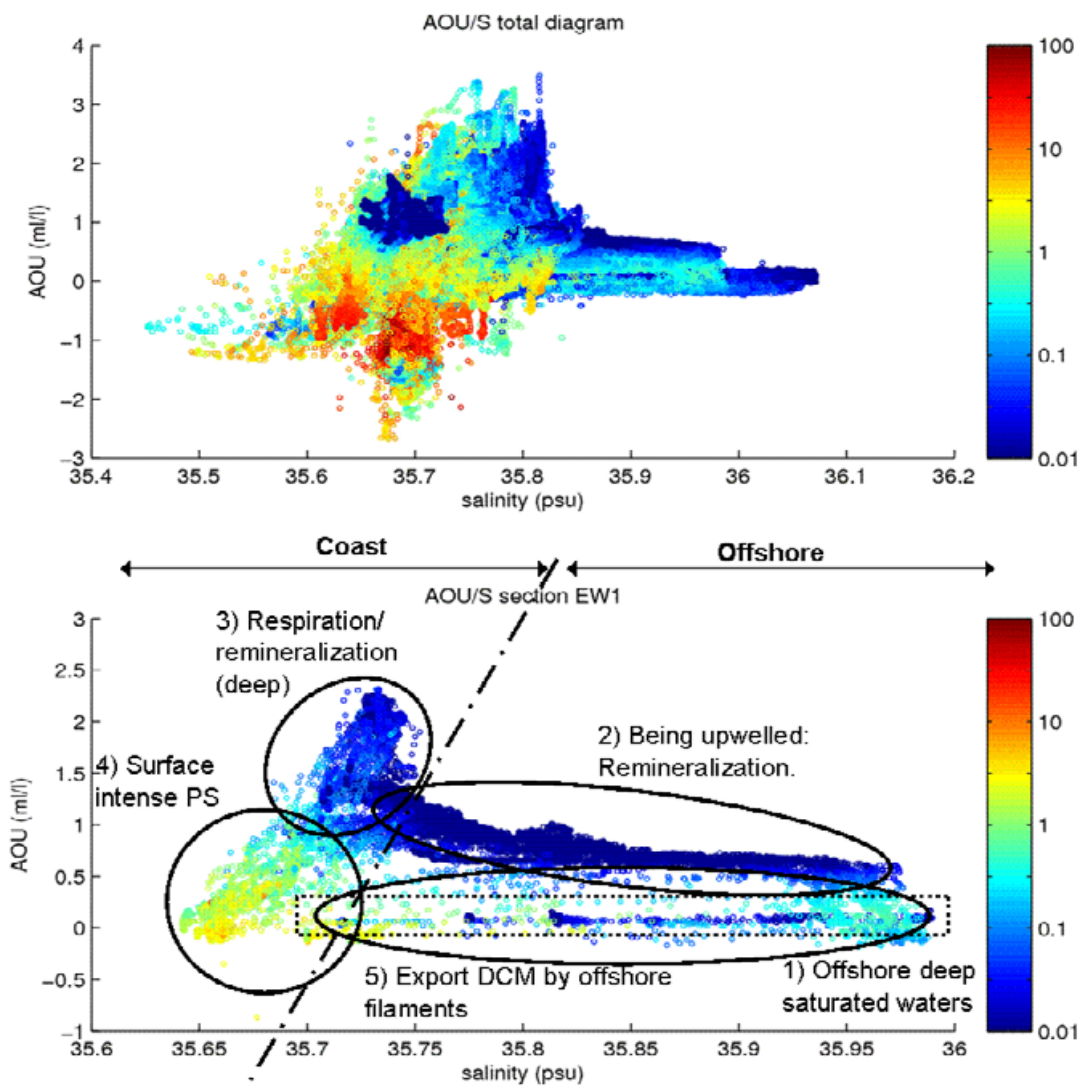 AOU/S total diagram
4
3
2
1
0
-1
-2
-3
AOU (ml/l)
35.4 35.5 35.6 35.7 35.8 35.9 36 36.1 36.2
salinity (psu)
100
10
1
0.1
0.01
Coast Offshore
AOU/S section EW1
3
2.5
2
1.5
1
0.5
0
-0.5
-1
AOU (ml/l)
3) Respiration/
remineralization
(deep)
2) Being upwelled:
Remineralization.
4) Surface
intense PS
5) Export DCM by offshore
filaments
1) Offshore deep
saturated waters
35.6 35.65 35.7 35.75 35.8 35.85 35.9 35.95 36
salinity (psu)
100
10
1
0.1
0.01